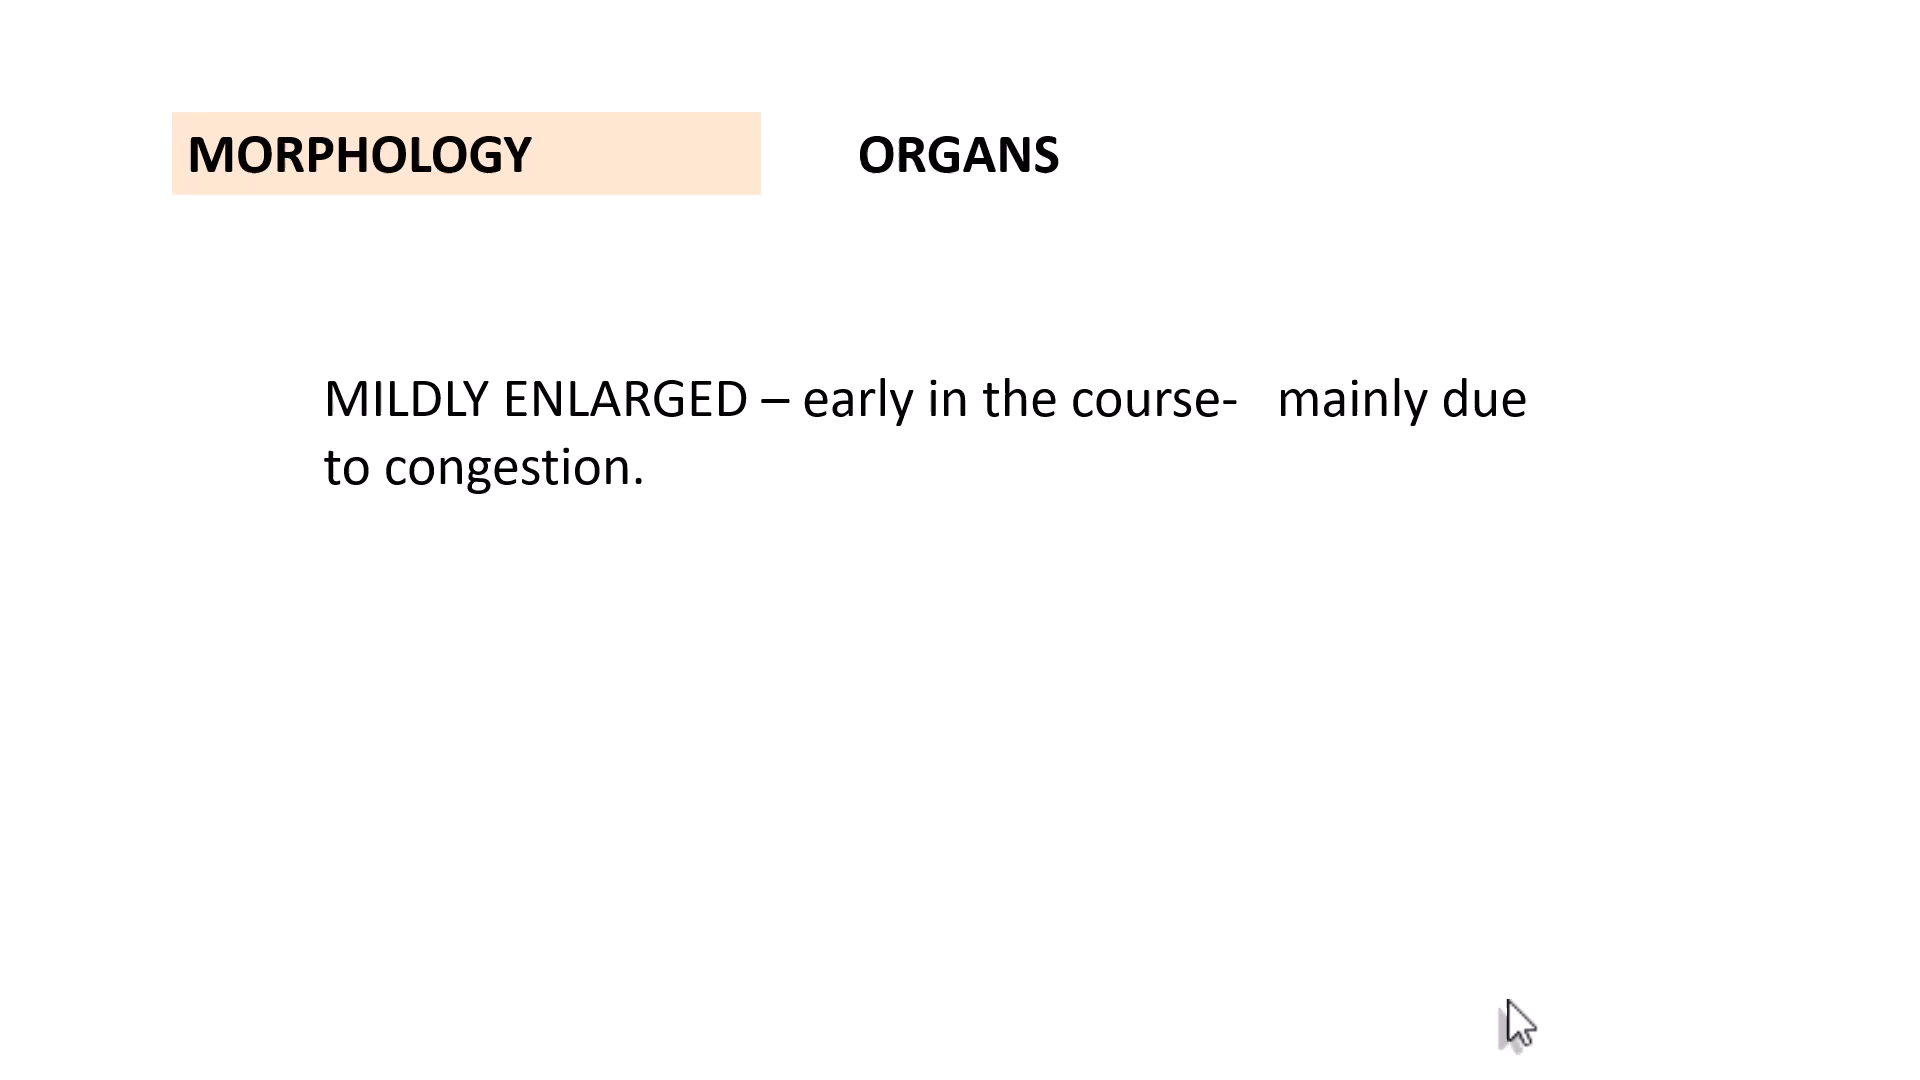 MORPHOLOGY
ORGANS
MILDLY ENLARGED – early in the course-   mainly due
to congestion.